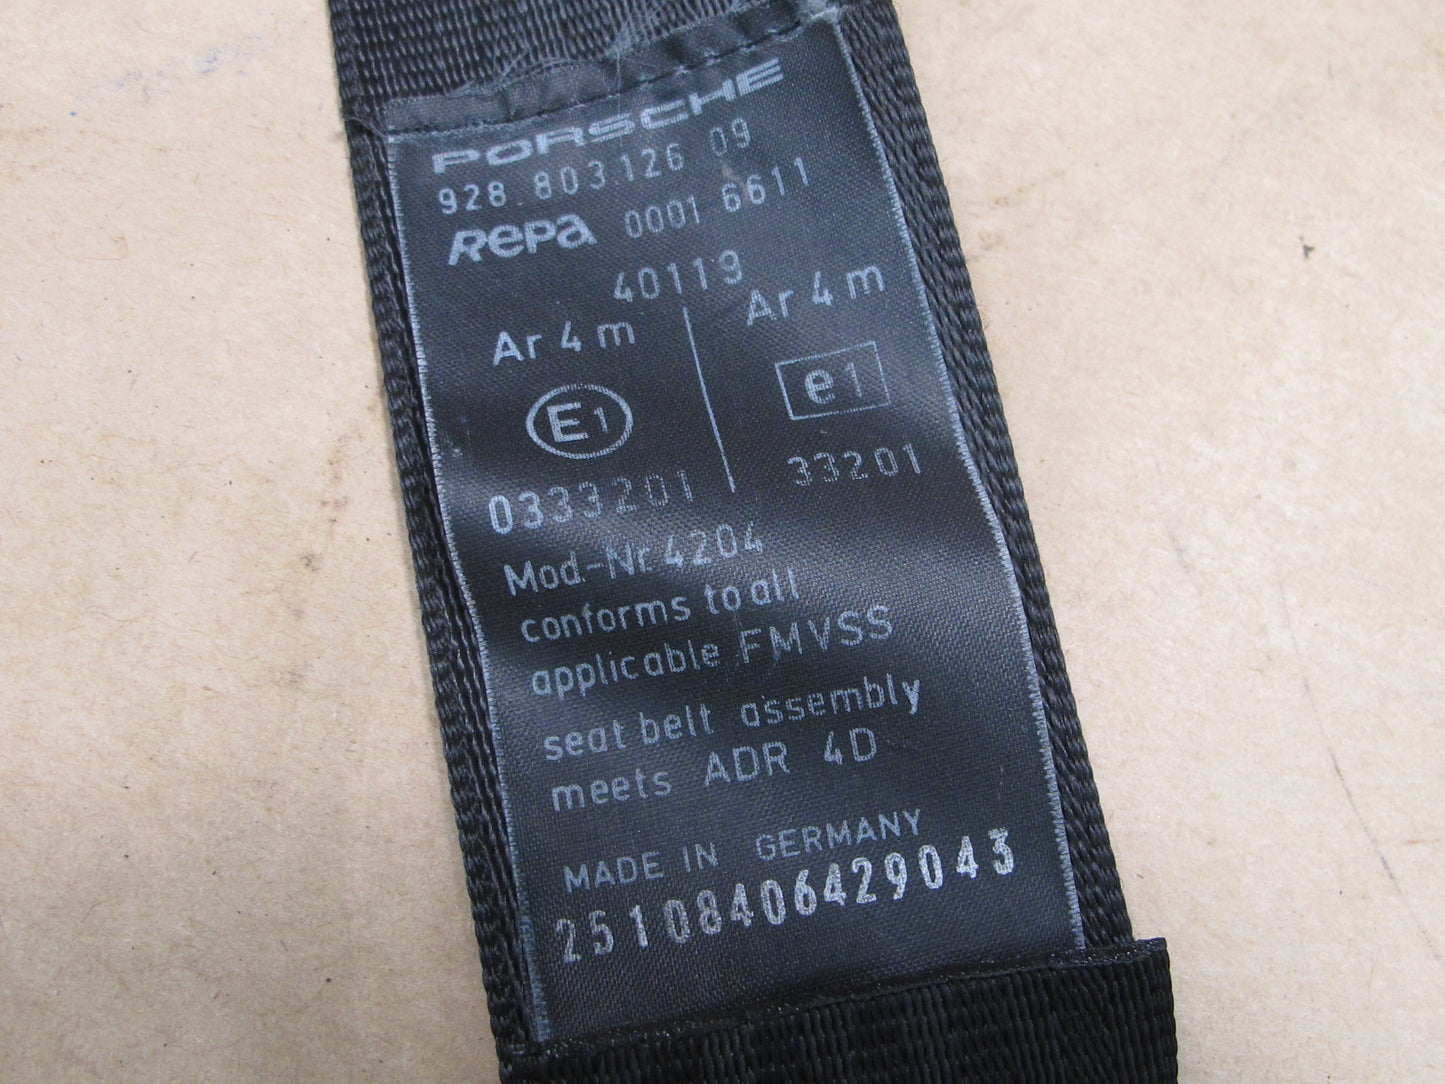 PORSCHE
928.803.126 09
Repa 0001 6611
40119
Ar 4 m Ar 4 m
E1 e1
0333201 33201
Mod.-Nr. 4204
conforms to all
applicable FMVSS
seat belt assembly
meets ADR 4D
MADE IN GERMANY
25108406429043